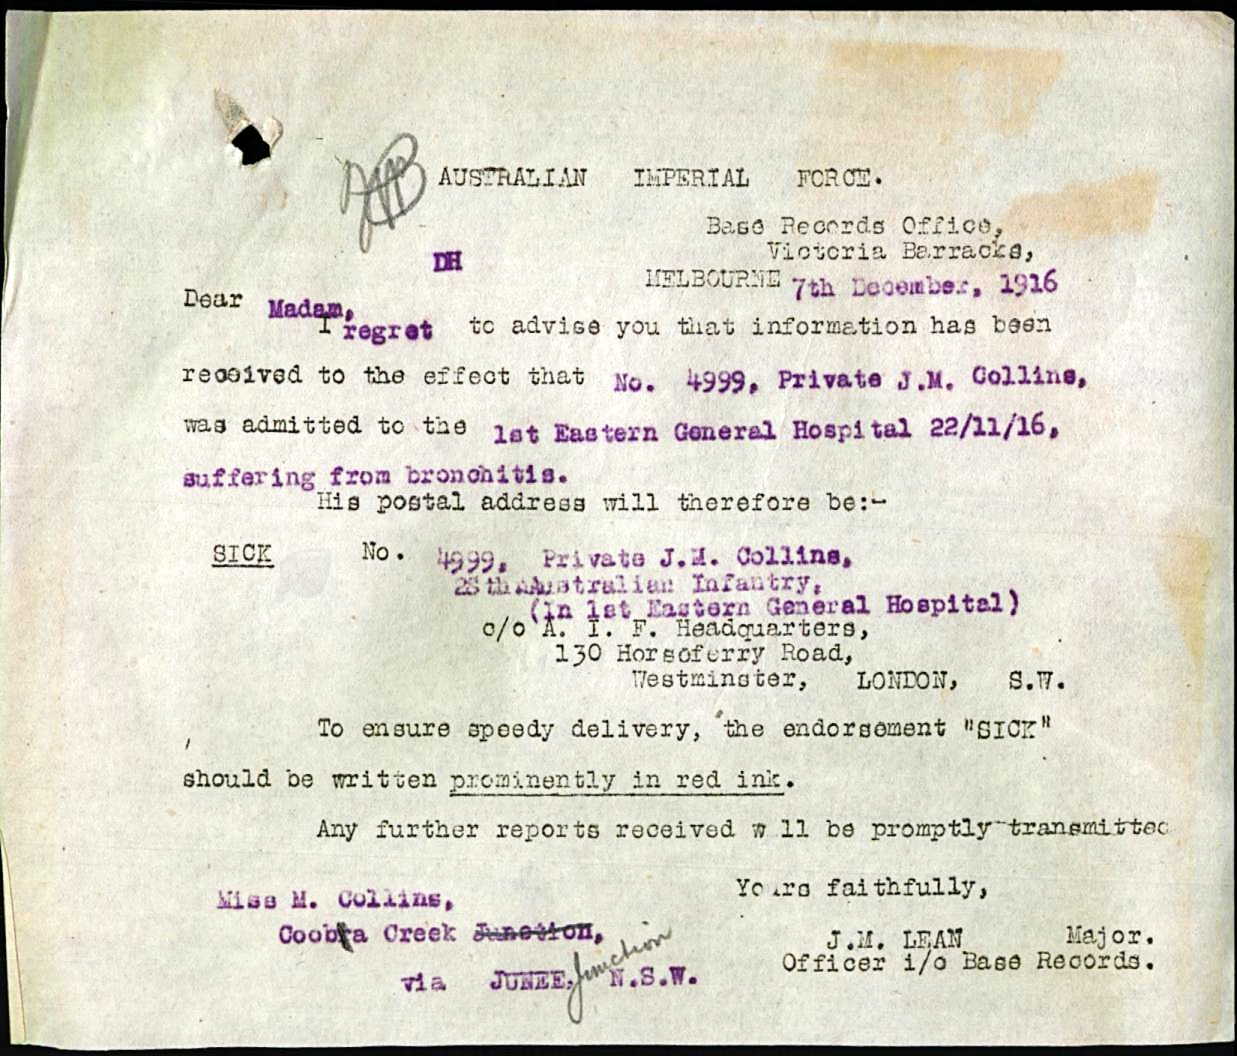 AUSTRALIAN IMPERIAL FORCE.
Base Records Office,
Victoria Barracks,
DH
MELBOURNE 7th December, 1916
Dear Madam,
I regret to advise you that information has been
received to the effect that No. 4999, Private J.M. Collins,
was admitted to the 1st Eastern General Hospital 22/11/16,
suffering from bronchitis.
His postal address will therefore be:-
SICK No. 4999, Private J.M. Collins,
Australian Infantry,
(In 1st Eastern General Hospital)
c/o A. I. F. Headquarters,
130 Horseferry Road,
Westminster, LONDON, S.W.
To ensure speedy delivery, the endorsement "SICK"
should be written prominently in red ink.
Any further reports received w ll be promptly transmitted
Yours faithfully,
Miss M. Collins,
Cooba Creek Junction,
via JUNEE, Junction N.S.W.
J.M. LEAN Major.
Officer i/c Base Records.